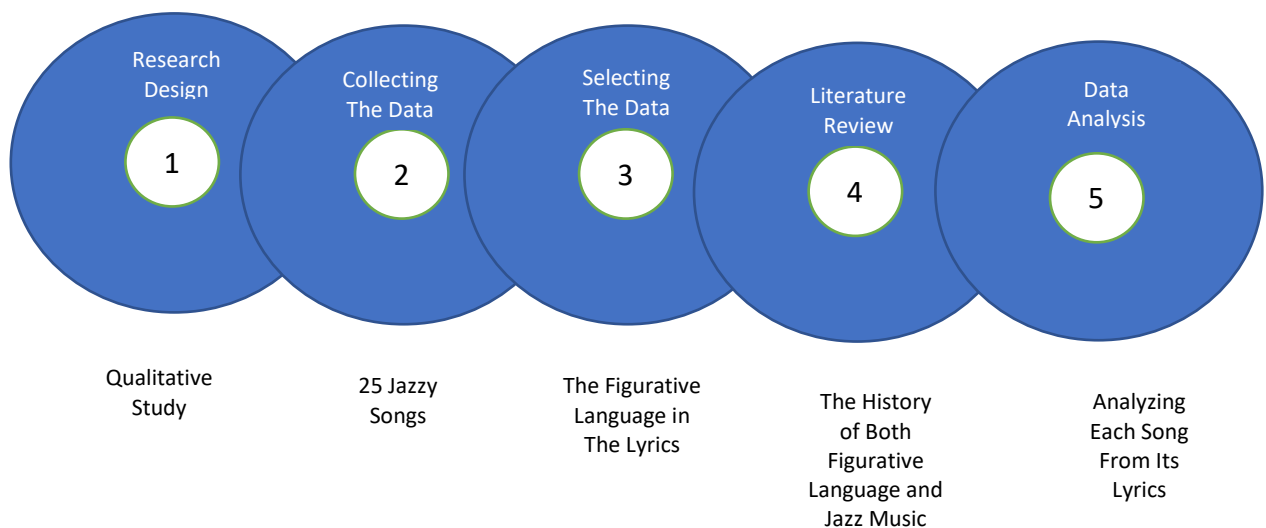 Research
Design
1
Collecting
The Data
2
Selecting
The Data
3
Literature
Review
4
Data
Analysis
5
Qualitative
Study
25 Jazzy
Songs
The Figurative
Language in
The Lyrics
The History
of Both
Figurative
Language and
Jazz Music
Analyzing
Each Song
From Its
Lyrics